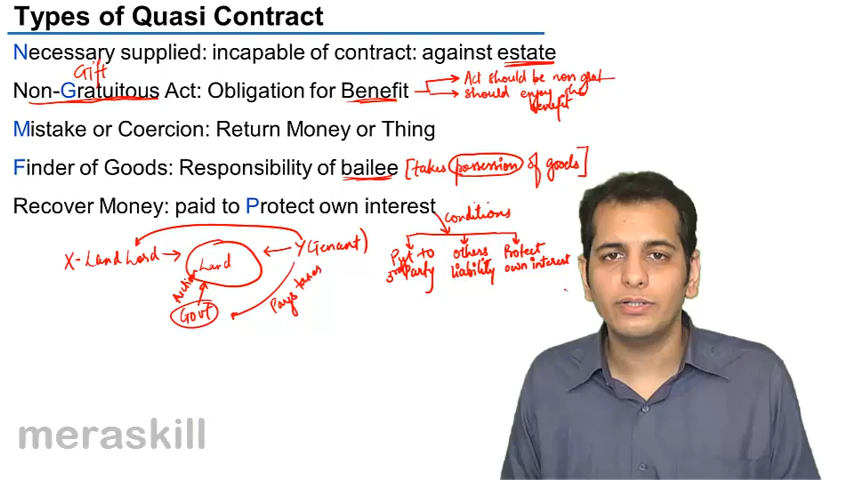 Types of Quasi Contract
Necessary supplied: incapable of contract: against estate
Gift
Non-Gratuitous Act: Obligation for Benefit
Act should be non grat
should enjoy the
benefit
Mistake or Coercion: Return Money or Thing
Finder of Goods: Responsibility of bailee [takes possession of goods]
Recover Money: paid to Protect own interest
conditions
X-LandLord
Land
Y(Tenant)
Pyt to
3rd Party
others
liability
Protect
own interest
Pays taxes
Govt
meraskill